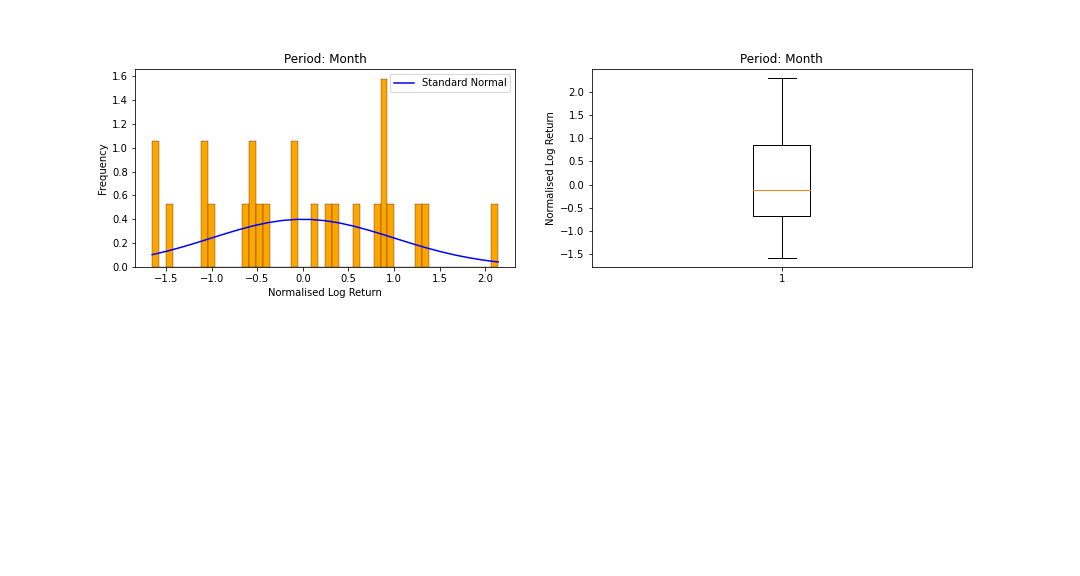 Period: Month
Standard Normal
Frequency
1.6
1.4
1.2
1.0
0.8
0.6
0.4
0.2
0.0
−1.5 −1.0 −0.5 0.0 0.5 1.0 1.5 2.0
Normalised Log Return
Period: Month
Normalised Log Return
2.0
1.5
1.0
0.5
0.0
−0.5
−1.0
−1.5
1